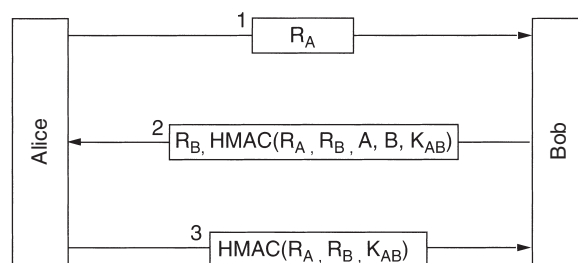 1
R_A
Alice
2
R_B, HMAC(R_A , R_B , A, B, K_AB)
Bob
3
HMAC(R_A , R_B , K_AB)